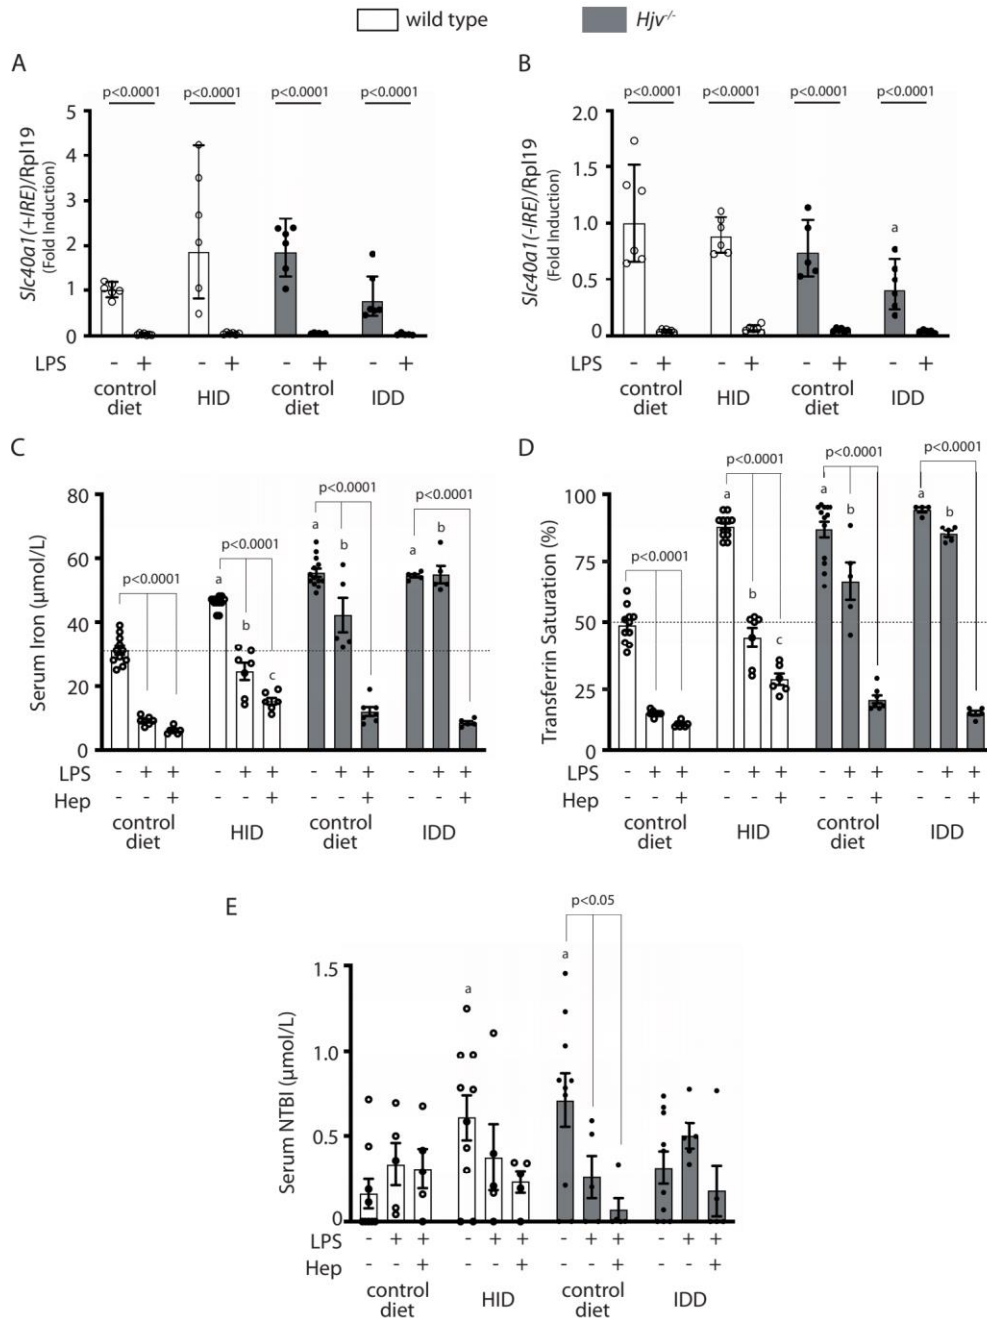 wild type
Hjv-/-
A
p<0.0001 p<0.0001 p<0.0001 p<0.0001
Slc40a1(+IRE)/Rpl19
(Fold Induction)
5
4
3
2
1
0
LPS - + - + - + - +
control diet HID control diet IDD
B
p<0.0001 p<0.0001 p<0.0001 p<0.0001
Slc40a1(-IRE)/Rpl19
(Fold Induction)
2.0
1.5
1.0
0.5
0
a
LPS - + - + - + - +
control diet HID control diet IDD
C
Serum Iron (µmol/L)
80
60
40
20
0
p<0.0001 p<0.0001 p<0.0001 p<0.0001
a b c a b a b
LPS - + + - + + - + + - + +
Hep - - + - - + - - + - - +
control diet HID control diet IDD
D
Transferrin Saturation (%)
100
75
50
25
0
p<0.0001 p<0.0001 p<0.0001 p<0.0001
a b c a b a b
LPS - + + - + + - + + - + +
Hep - - + - - + - - + - - +
control diet HID control diet IDD
E
p<0.05
Serum NTBI (µmol/L)
1.5
1.0
0.5
0
a a
LPS - + + - + + - + + - + +
Hep - - + - - + - - + - - +
control diet HID control diet IDD